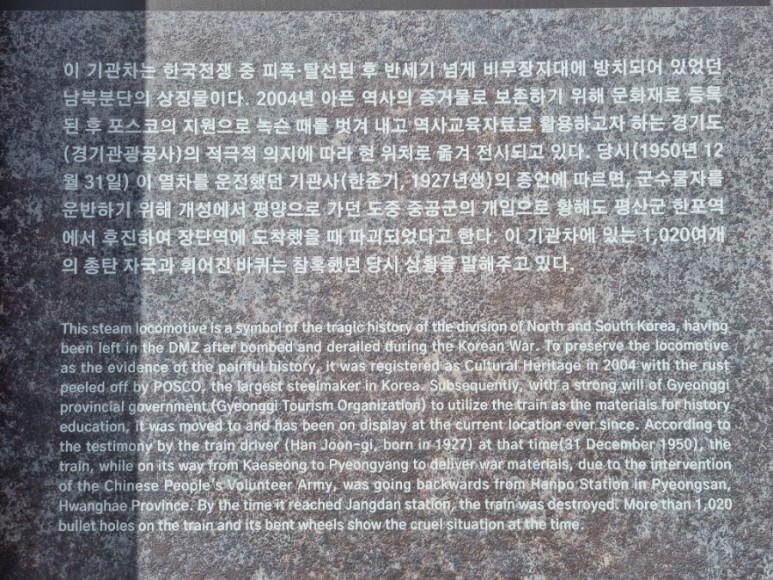 이 기관차는 한국전쟁 중 피폭·탈선된 후 반세기 넘게 비무장지대에 방치되어 있었던
남북분단의 상징물이다. 2004년 아픈 역사의 증거물로 보존하기 위해 문화재로 등록
된 후 포스코의 지원으로 녹슨 때를 벗겨 내고 역사교육자료로 활용하고자 하는 경기도
(경기관광공사)의 적극적 의지에 따라 현 위치로 옮겨 전시되고 있다. 당시(1950년 12
월 31일) 이 열차를 운전했던 기관사(한준기, 1927년생)의 증언에 따르면, 군수물자를
운반하기 위해 개성에서 평양으로 가던 도중 중공군의 개입으로 황해도 평산군 한포역
에서 후진하여 장단역에 도착했을 때 파괴되었다고 한다. 이 기관차에 있는 1,020여개
의 총탄 자국과 휘어진 바퀴는 참혹했던 당시 상황을 말해주고 있다.
This steam locomotive is a symbol of the tragic history of the division of North and South Korea, having
been left in the DMZ after bombed and derailed during the Korean War. To preserve the locomotive
as the evidence of the painful history, it was registered as Cultural Heritage in 2004 with the rust
peeled off by POSCO, the largest steelmaker in Korea. Subsequently, with a strong will of Gyeonggi
provincial government (Gyeonggi Tourism Organization) to utilize the train as the materials for history
education, it was moved to and has been on display at the current location ever since. According to
the testimony by the train driver (Han Joon-gi, born in 1927) at that time(31 December 1950), the
train, while on its way from Kaeseong to Pyeongyang to deliver war materials, due to the intervention
of the Chinese People's Volunteer Army, was going backwards from Hanpo Station in Pyeongsan,
Hwanghae Province. By the time it reached Jangdan station, the train was destroyed. More than 1,020
bullet holes on the train and its bent wheels show the cruel situation at the time.